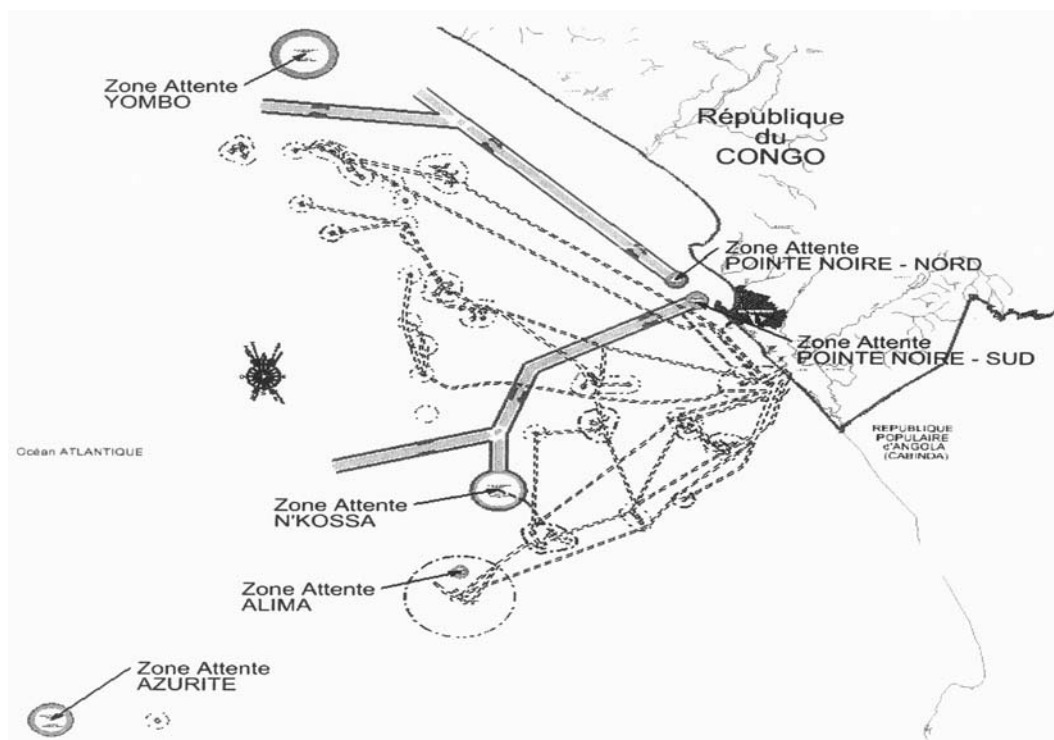 Zone Attente
YOMBO
République
du
CONGO
Zone Attente
POINTE NOIRE - NORD
Zone Attente
POINTE NOIRE - SUD
REPUBLIQUE
POPULAIRE
d'ANGOLA
(CABINDA)
Océan ATLANTIQUE
Zone Attente
N'KOSSA
Zone Attente
ALIMA
Zone Attente
AZURITE